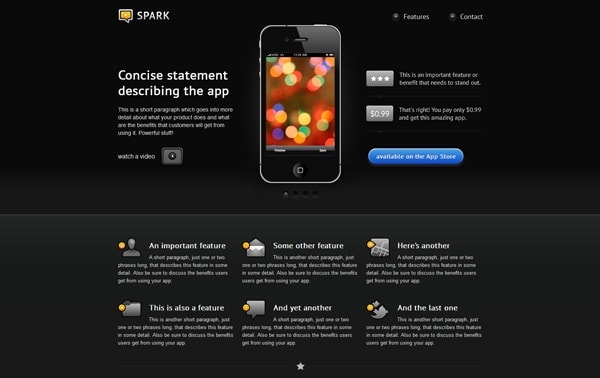 SPARK
Features
Contact
Concise statement
describing the app
This is a short paragraph which goes into more
detail about what your product does and what
are the benefits that customers will get from
using it. Powerful stuff!
watch a video
11:26 AM
Previous
Next
This is an important feature or
benefit that needs to stand out.
$0.99
That's right! You pay only $0.99
and get this amazing app.
available on the App Store
An important feature
A short paragraph, just one or two
phrases long, that describes this feature in some
detail. Also be sure to discuss the benefits users
get from using your app.
Some other feature
This is another short paragraph, just
one or two phrases long, that describes this feature
in some detail. Also be sure to discuss the benefits
users get from using your app.
Here's another
A short paragraph, just one or two
phrases long, that describes this feature in some
detail. Also be sure to discuss the benefits users
get from using your app.
This is also a feature
This is another short paragraph, just
one or two phrases long, that describes this feature
in some detail. Also be sure to discuss the benefits
users get from using your app.
And yet another
A short paragraph, just one or two
phrases long, that describes this feature in some
detail. Also be sure to discuss the benefits users
get from using your app.
And the last one
This is another short paragraph, just
one or two phrases long, that describes this feature
in some detail. Also be sure to discuss the benefits
users get from using your app.